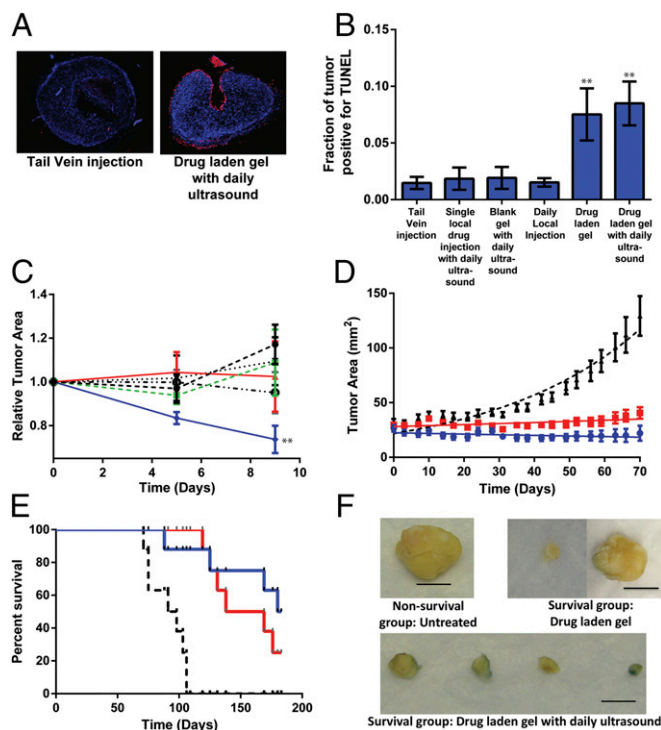 A
Tail Vein injection
Drug laden gel
with daily
ultrasound
B
Fraction of tumor
positive for TUNEL
0.15
0.10
0.05
0.00
**
**
Tail
Vein
injection
Single
local
drug
injection
with daily
ultra-
sound
Blank
gel with
daily
ultra-
sound
Daily
Local
Injection
Drug
laden
gel
Drug
laden gel
with daily
ultra-
sound
C
Relative Tumor Area
1.4
1.2
1.0
0.8
**
0
2
4
6
8
10
Time (Days)
D
Tumor Area (mm²)
150
100
50
0
0
10
20
30
40
50
60
70
Time (Days)
E
Percent survival
100
80
60
40
20
0
0
50
100
150
200
Time (Days)
F
Non-survival
group: Untreated
Survival group:
Drug laden gel
Survival group: Drug laden gel with daily ultrasound